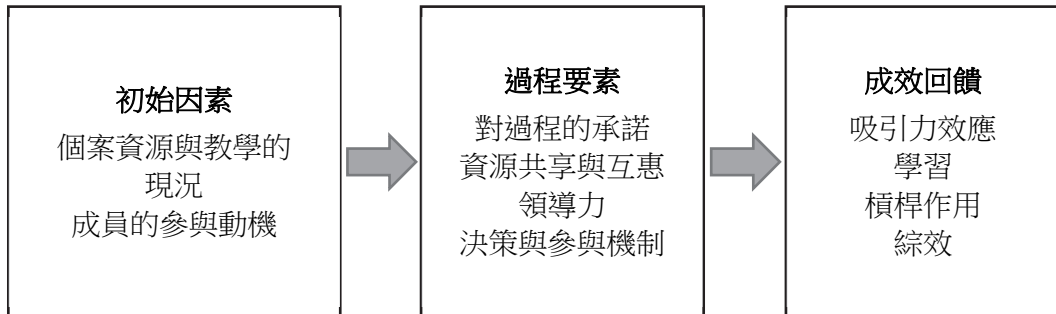 初始因素
個案資源與教學的
現況
成員的參與動機
過程要素
對過程的承諾
資源共享與互惠
領導力
決策與參與機制
成效回饋
吸引力效應
學習
槓桿作用
綜效